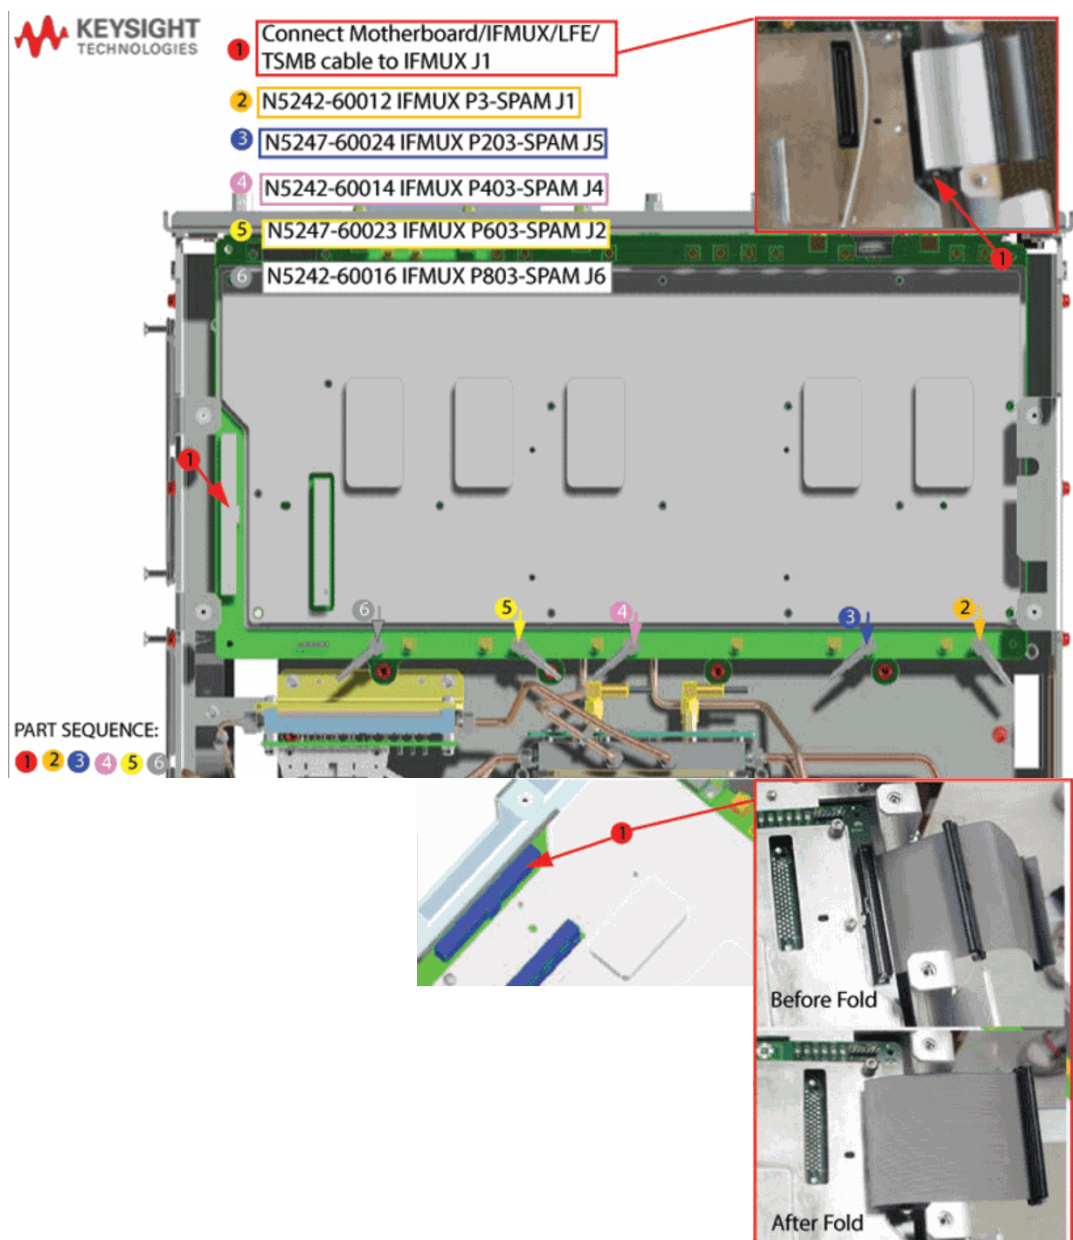 KEYSIGHT
TECHNOLOGIES
1 Connect Motherboard/IFMUX/LFE/
TSMB cable to IFMUX J1
2 N5242-60012 IFMUX P3-SPAM J1
3 N5247-60024 IFMUX P203-SPAM J5
4 N5242-60014 IFMUX P403-SPAM J4
5 N5247-60023 IFMUX P603-SPAM J2
6 N5242-60016 IFMUX P803-SPAM J6
1
1
6
5
4
3
2
PART SEQUENCE:
1 2 3 4 5 6
1
Before Fold
After Fold